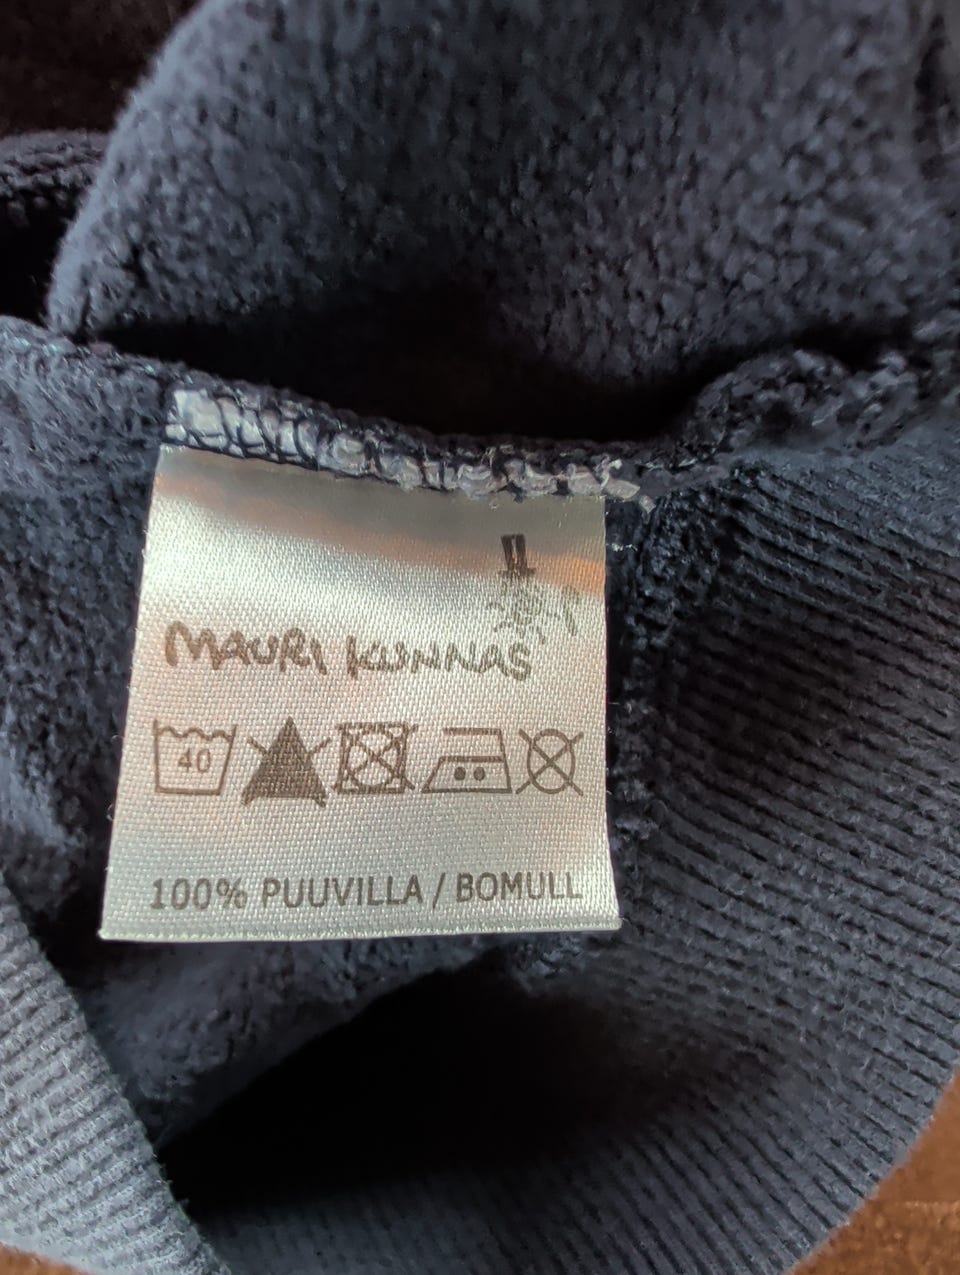 MAURI KUNNAS
40
100% PUUVILLA / BOMULL